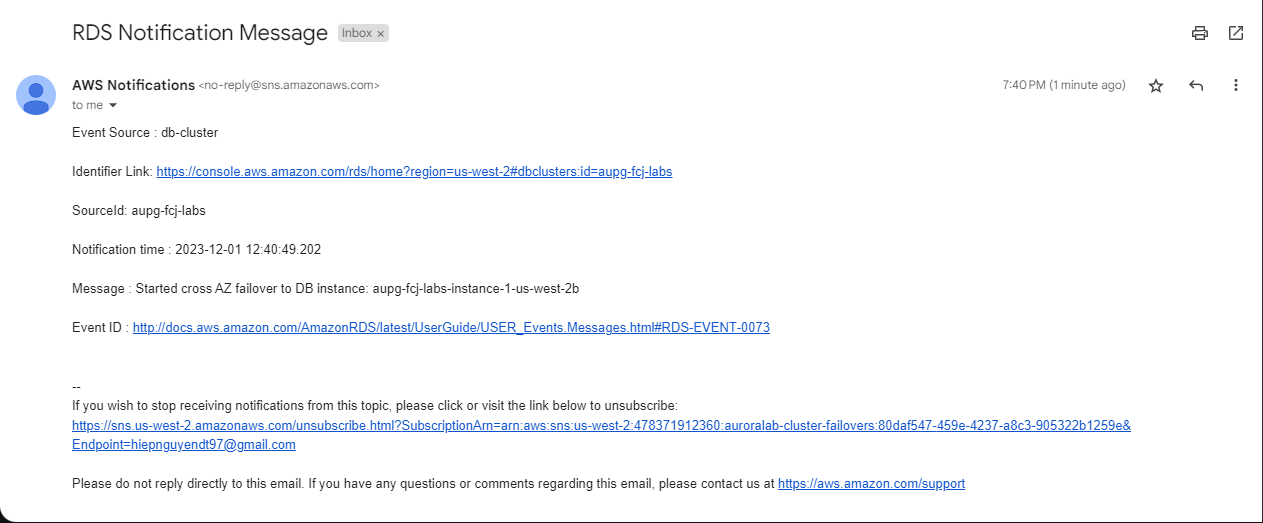 RDS Notification Message Inbox ×
AWS Notifications <no-reply@sns.amazonaws.com> 7:40 PM (1 minute ago)
to me
Event Source : db-cluster
Identifier Link: https://console.aws.amazon.com/rds/home?region=us-west-2#dbclusters:id=aupg-fcj-labs
SourceId: aupg-fcj-labs
Notification time : 2023-12-01 12:40:49.202
Message : Started cross AZ failover to DB instance: aupg-fcj-labs-instance-1-us-west-2b
Event ID : http://docs.aws.amazon.com/AmazonRDS/latest/UserGuide/USER_Events.Messages.html#RDS-EVENT-0073
--
If you wish to stop receiving notifications from this topic, please click or visit the link below to unsubscribe:
https://sns.us-west-2.amazonaws.com/unsubscribe.html?SubscriptionArn=arn:aws:sns:us-west-2:478371912360:auroralab-cluster-failovers:80daf547-459e-4237-a8c3-905322b1259e&
Endpoint=hiepnguyendt97@gmail.com
Please do not reply directly to this email. If you have any questions or comments regarding this email, please contact us at https://aws.amazon.com/support